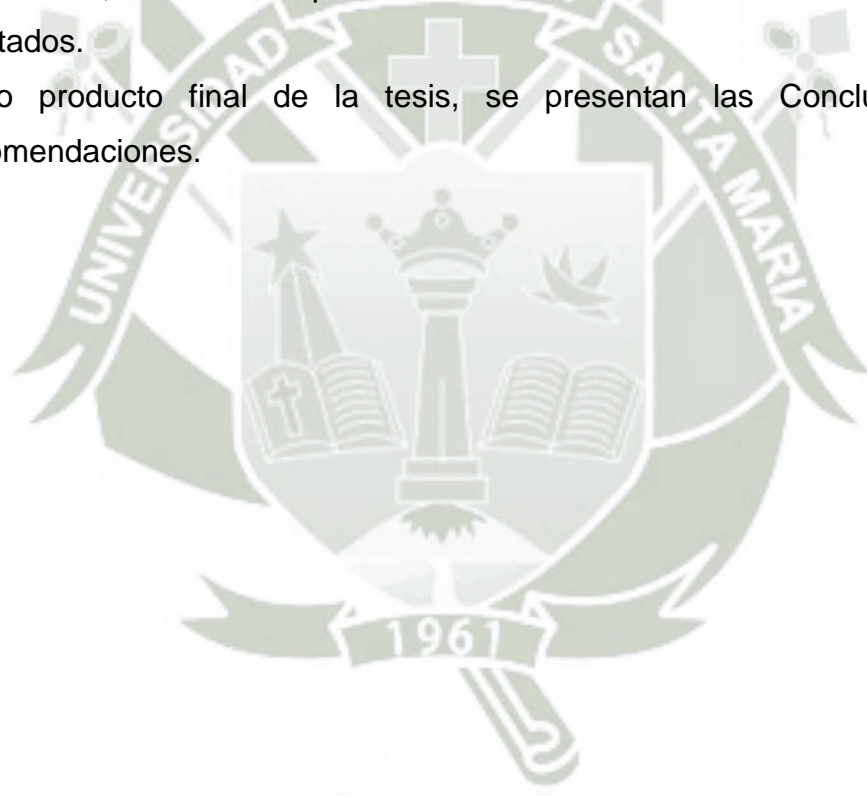 tados.
o producto final de la tesis, se presentan las Conclu
omendaciones.
UNIVERSIDAD
SANTA MARIA
1961